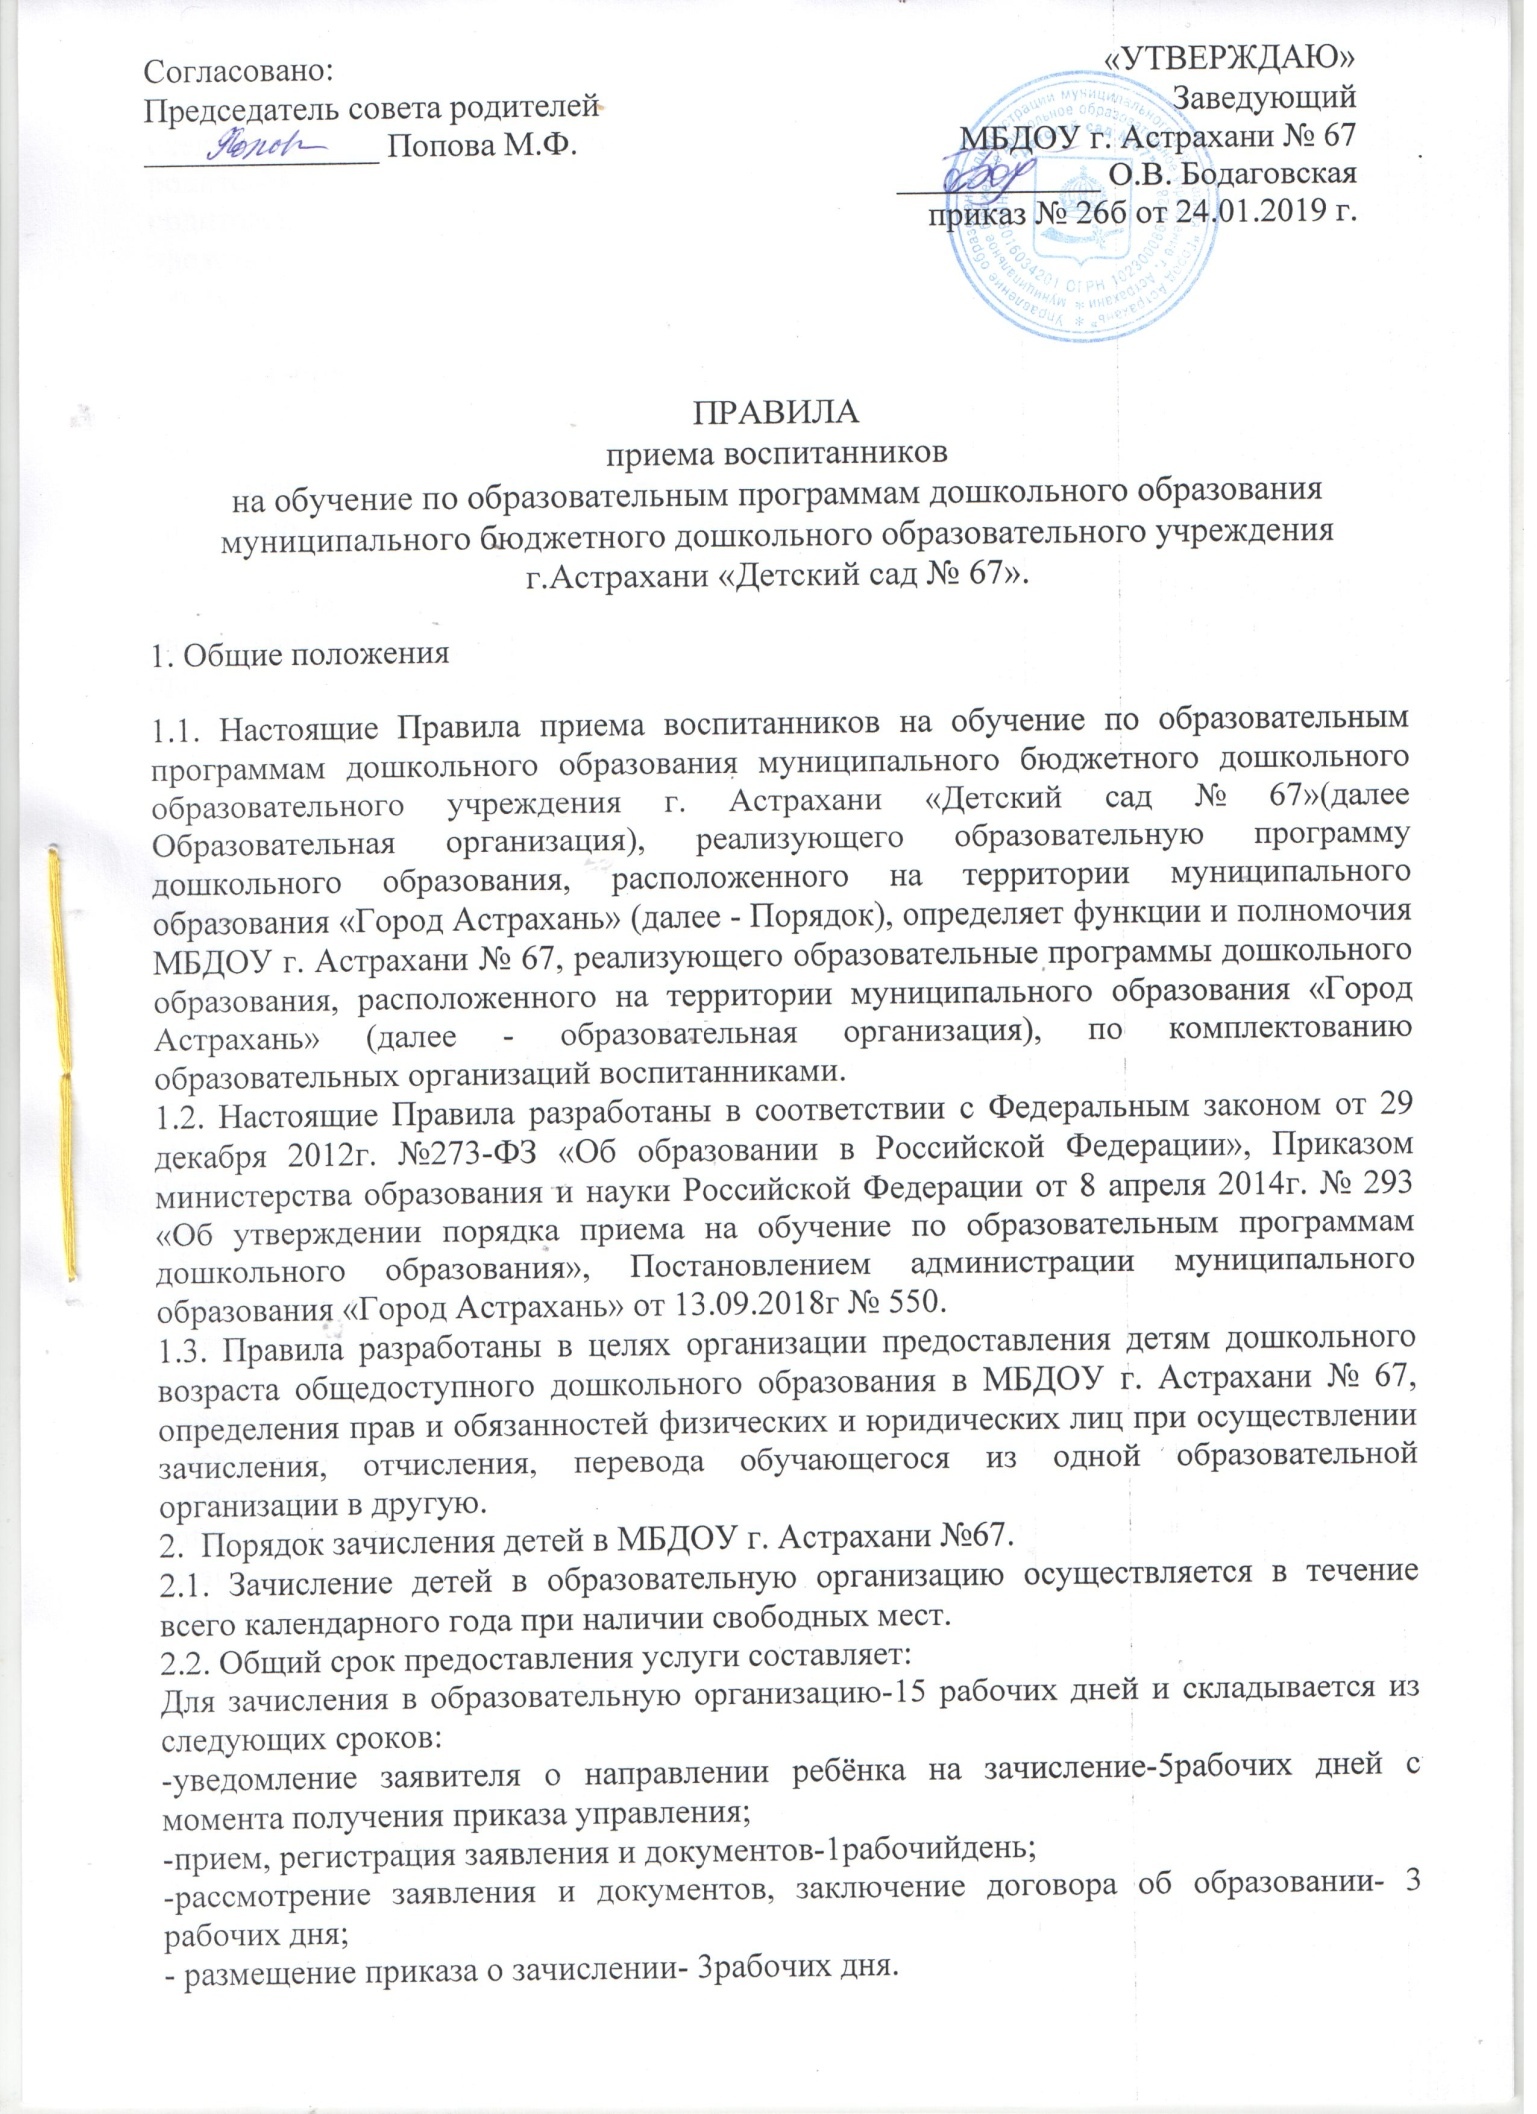 Согласовано:
Председатель совета родителей
______________ Попова М.Ф.
«УТВЕРЖДАЮ»
Заведующий
МБДОУ г. Астрахани № 67
____________ О.В. Бодаговская
приказ № 26б от 24.01.2019 г.
ПРАВИЛА
приема воспитанников
на обучение по образовательным программам дошкольного образования
муниципального бюджетного дошкольного образовательного учреждения
г.Астрахани «Детский сад № 67».
1. Общие положения
1.1. Настоящие Правила приема воспитанников на обучение по образовательным
программам дошкольного образования муниципального бюджетного дошкольного
образовательного учреждения г. Астрахани «Детский сад № 67»(далее
Образовательная организация), реализующего образовательную программу
дошкольного образования, расположенного на территории муниципального
образования «Город Астрахань» (далее - Порядок), определяет функции и полномочия
МБДОУ г. Астрахани № 67, реализующего образовательные программы дошкольного
образования, расположенного на территории муниципального образования «Город
Астрахань» (далее - образовательная организация), по комплектованию
образовательных организаций воспитанниками.
1.2. Настоящие Правила разработаны в соответствии с Федеральным законом от 29
декабря 2012г. №273-ФЗ «Об образовании в Российской Федерации», Приказом
министерства образования и науки Российской Федерации от 8 апреля 2014г. № 293
«Об утверждении порядка приема на обучение по образовательным программам
дошкольного образования», Постановлением администрации муниципального
образования «Город Астрахань» от 13.09.2018г № 550.
1.3. Правила разработаны в целях организации предоставления детям дошкольного
возраста общедоступного дошкольного образования в МБДОУ г. Астрахани № 67,
определения прав и обязанностей физических и юридических лиц при осуществлении
зачисления, отчисления, перевода обучающегося из одной образовательной
организации в другую.
2. Порядок зачисления детей в МБДОУ г. Астрахани №67.
2.1. Зачисление детей в образовательную организацию осуществляется в течение
всего календарного года при наличии свободных мест.
2.2. Общий срок предоставления услуги составляет:
Для зачисления в образовательную организацию-15 рабочих дней и складывается из
следующих сроков:
-уведомление заявителя о направлении ребёнка на зачисление-5рабочих дней с
момента получения приказа управления;
-прием, регистрация заявления и документов-1рабочийдень;
-рассмотрение заявления и документов, заключение договора об образовании- 3
рабочих дня;
- размещение приказа о зачислении- 3рабочих дня.